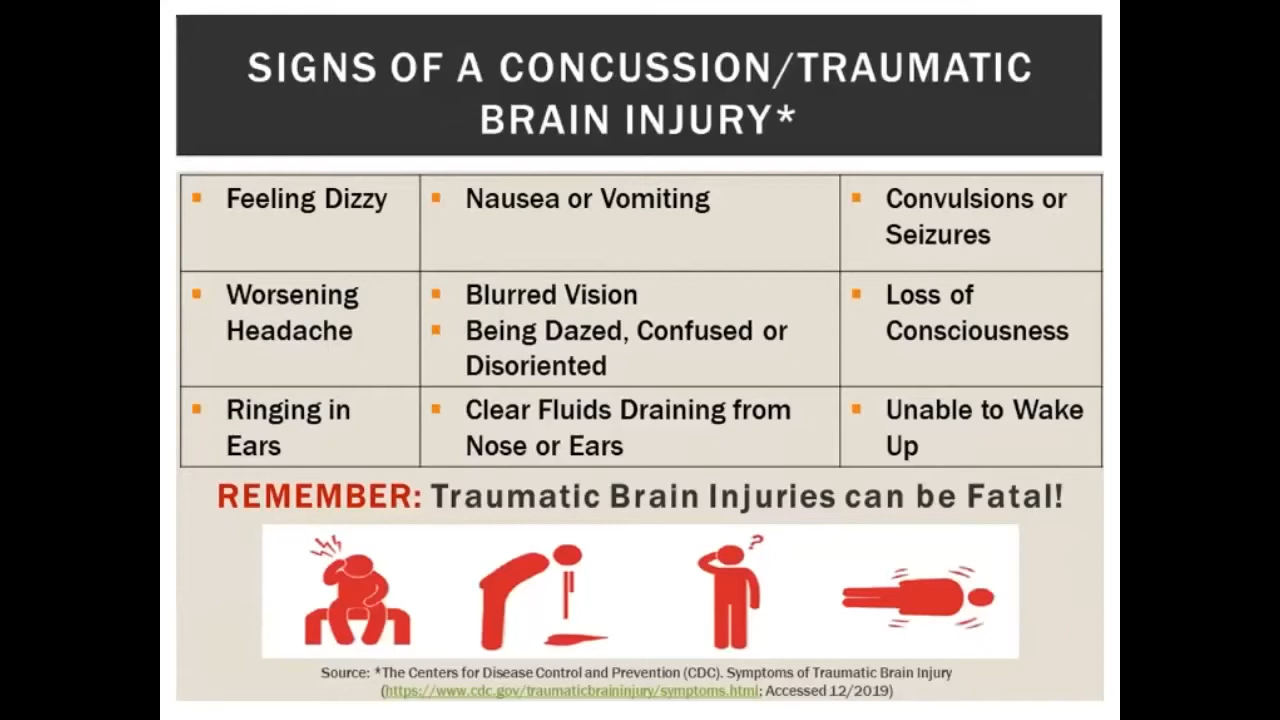 SIGNS OF A CONCUSSION/TRAUMATIC
BRAIN INJURY*
▪ Feeling Dizzy
▪ Nausea or Vomiting
▪ Convulsions or
Seizures
▪ Worsening
Headache
▪ Blurred Vision
▪ Being Dazed, Confused or
Disoriented
▪ Loss of
Consciousness
▪ Ringing in
Ears
▪ Clear Fluids Draining from
Nose or Ears
▪ Unable to Wake
Up
REMEMBER: Traumatic Brain Injuries can be Fatal!
?
Source: *The Centers for Disease Control and Prevention (CDC). Symptoms of Traumatic Brain Injury
(https://www.cdc.gov/traumaticbraininjury/symptoms.html; Accessed 12/2019)